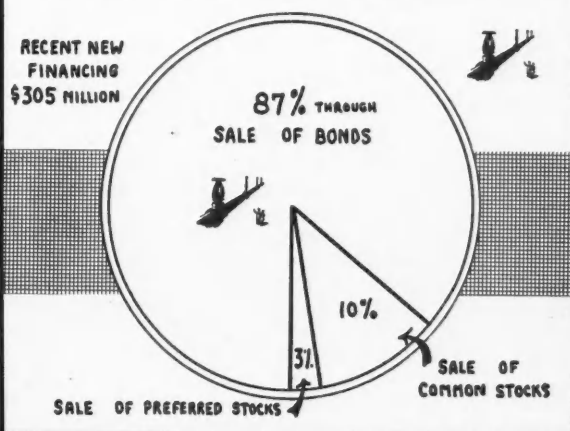 RECENT NEW
FINANCING
$305 MILLION
87% THROUGH
SALE OF BONDS
10%
3%
SALE OF
COMMON STOCKS
SALE OF PREFERRED STOCKS